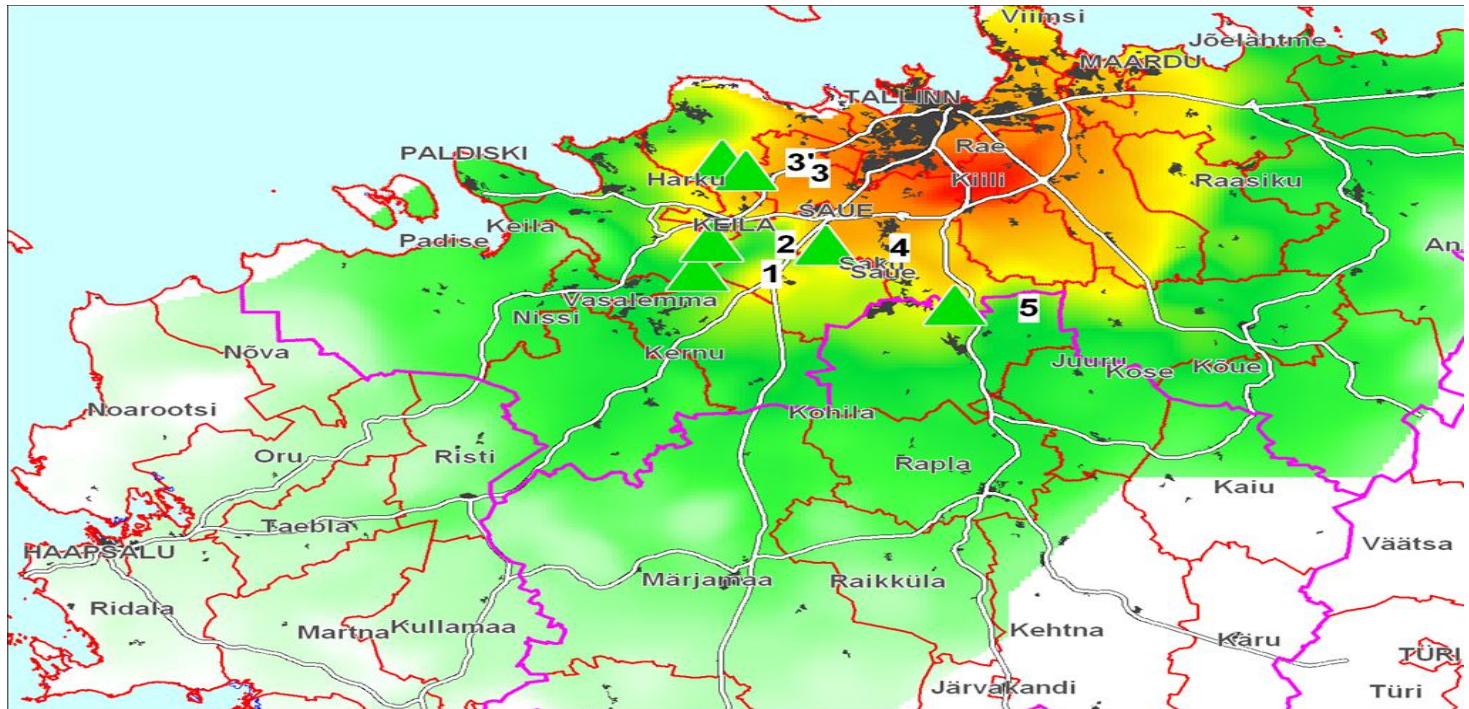 Viimsi
Jõelähtme
MAARDU
TALLINN
Rae
PALDISKI
3'
3
Harku
Kiili
Raasiku
SAUE
Keila
KEILA
Padise
2
4
An
Saku
Saue
1
Vasalemma
5
Nissi
Nõva
Kernu
Juuru
Kose
Kõue
Noarootsi
Kohila
Oru
Risti
Rapla
Kaiu
Taebla
HAAPSALU
Väätsa
Märjamaa
Raikküla
Ridala
Martna
Kullamaa
Kehtna
Käru
TÜRI
Järvakandi
Türi